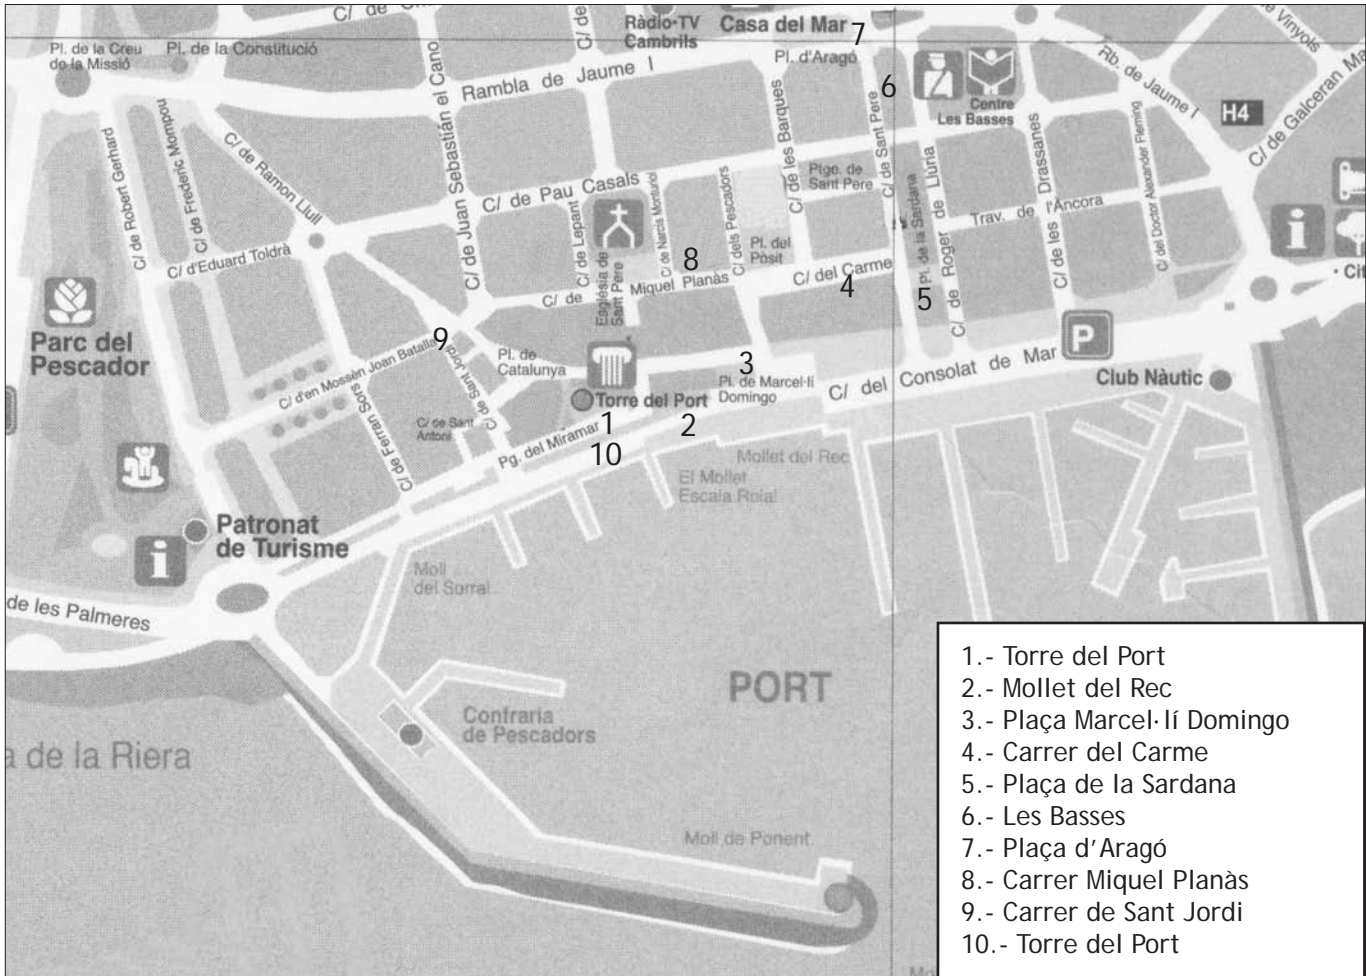 C/ de
C/ de
Ràdio·TV
Cambrils
Casa del Mar
7
de Vinyols
Pl. de la Creu
de la Missió
Pl. de la Constitució
Pl. d'Aragó
Rb. de Jaume I
Rambla de Jaume I
6
Centre
Les Basses
H4
C/ de Galceran
C/ de Juan Sebastián el Cano
C/ de les Barques
C/ de Sant Pere
C/ de Robert Gerhard
C/ de Frederic Mompou
C/ de Ramon Llull
C/ de Pau Casals
Ptge. de
Sant Pere
C/ de Roger de Llúria
Pl. de la Sardana
C/ de les Drassanes
C/ del Doctor Alexander Fleming
Trav. de l'Àncora
C/ d'Eduard Toldrà
C/ de Lepant
C/ de Narcís Monturiol
C/ dels Pescadors
Pl. del
Pòsit
8
C/ de Miquel Planàs
Església de
Sant Pere
C/ del Carme
4
5
i
· Cit
Parc del
Pescador
9
C/ d'en Mossèn Joan Batalla
C/ de Sant Jordi
Pl. de
Catalunya
3
P
C/ del Consolat de Mar
Club Nàutic
Pl. de Marcel·lí
Domingo
Torre del Port
C/ de Ferran Sors
C/ de Sant
Antoni
1
2
Pg. del Miramar
10
Mollet del Rec
El Mollet
Escala Roial
Patronat
de Turisme
i
Moll
del Sorral
de les Palmeres
PORT
Confraria
de Pescadors
a de la Riera
Moll de Ponent
Mo
1.- Torre del Port
2.- Mollet del Rec
3.- Plaça Marcel·lí Domingo
4.- Carrer del Carme
5.- Plaça de la Sardana
6.- Les Basses
7.- Plaça d'Aragó
8.- Carrer Miquel Planàs
9.- Carrer de Sant Jordi
10.- Torre del Port